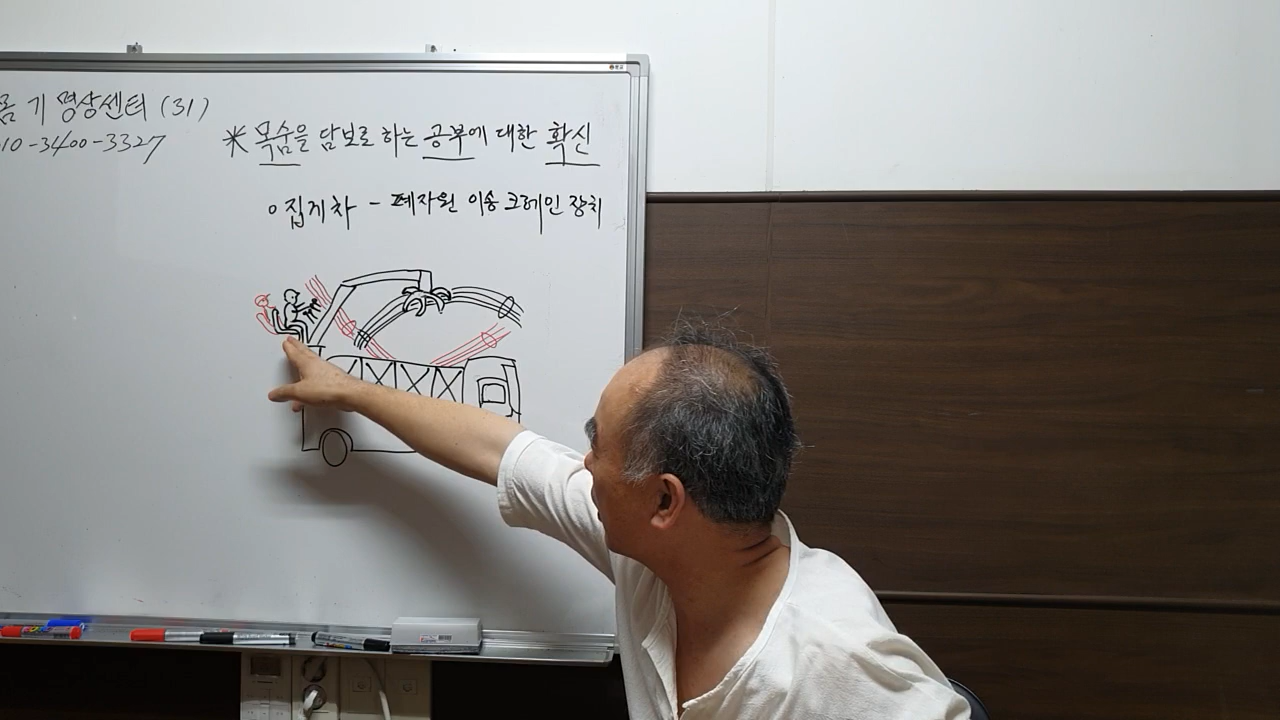 몸 기 명상센터 (31)
10-3400-3327
* 목숨을 담보로 하는 공부에 대한 확신
o 집게차 - 폐자원 이송 크레인 장치